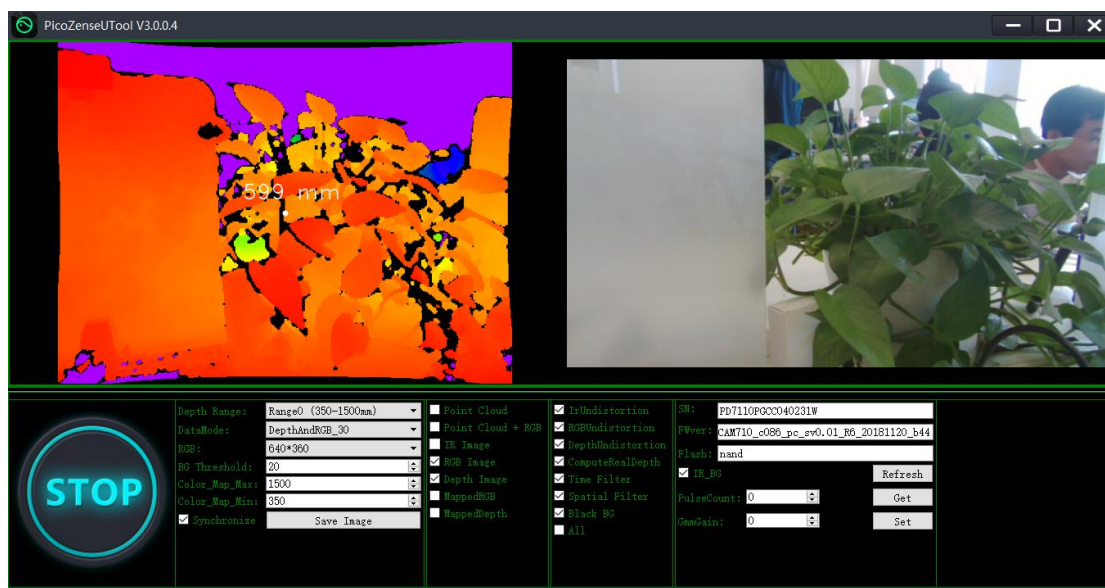 PicoZenseUTool V3.0.0.4
599 mm
STOP
Depth Range: Range0 (350-1500mm)
DataMode: DepthAndRGB_30
RGB: 640*360
BG Threshold: 20
Color_Map_Max: 1500
Color_Map_Min: 350
Synchronize Save Image
Point Cloud
Point Cloud + RGB
IR Image
RGB Image
Depth Image
MappedRGB
MappedDepth
IrUndistortion
RGBUndistortion
DepthUndistortion
ComputeRealDepth
Time Filter
Spatial Filter
Black BG
All
SN: PD7110PGCC040231W
FWver: CAM710_c086_pc_sv0.01_R6_20181120_b44
Flash: nand
IR_BG Refresh
PulseCount: 0 Get
GmmGain: 0 Set